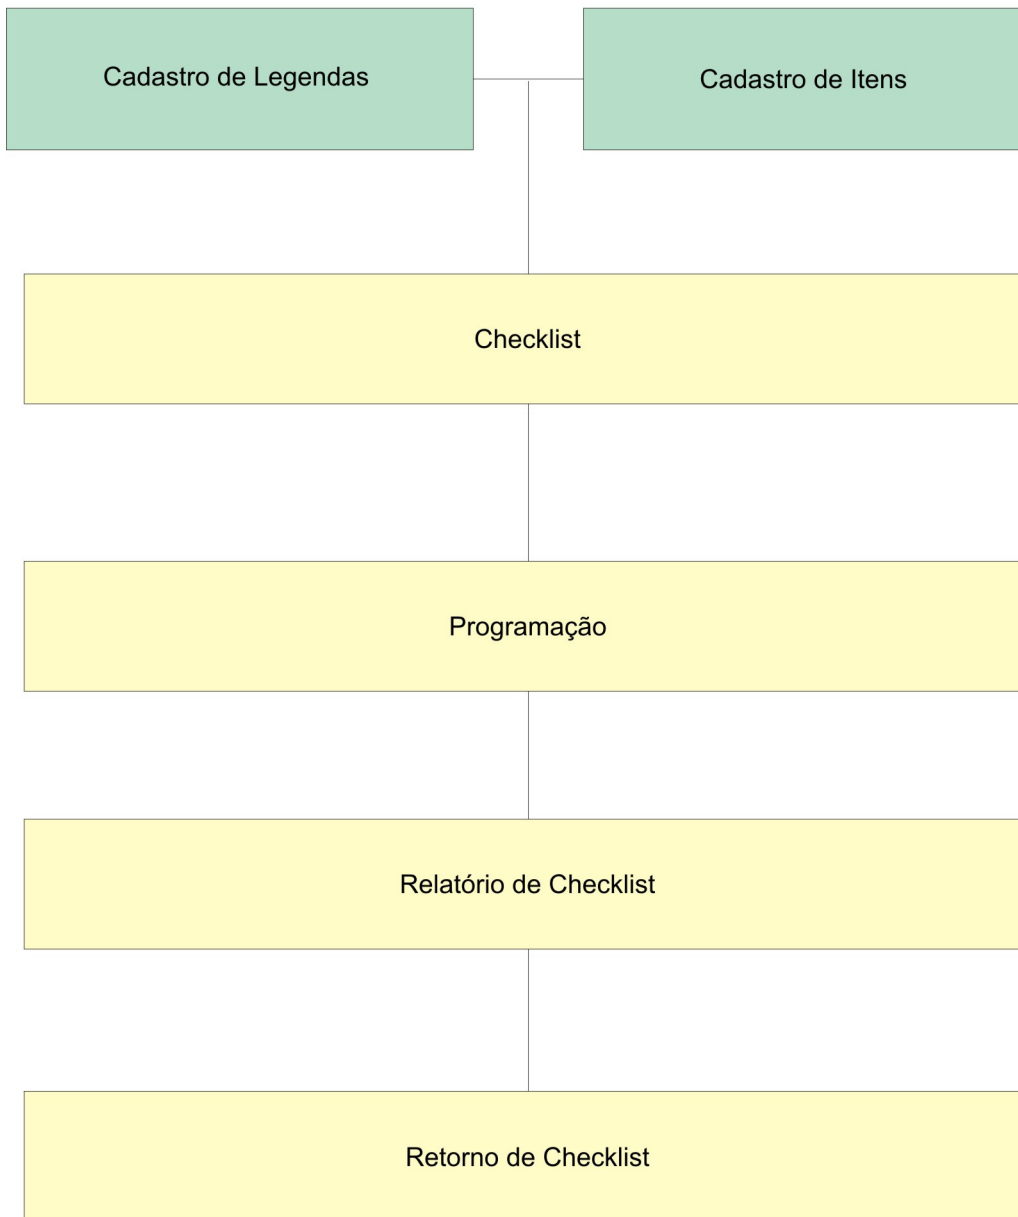 Cadastro de Legendas
Cadastro de Itens
Checklist
Programação
Relatório de Checklist
Retorno de Checklist